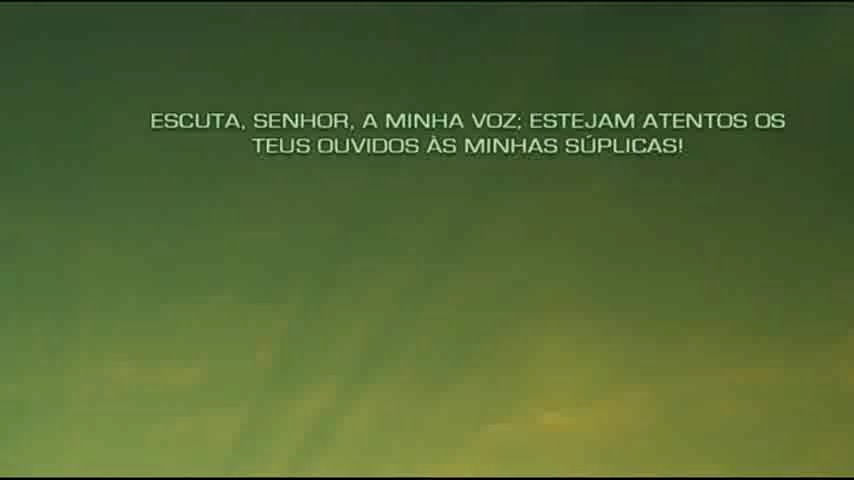 ESCUTA, SENHOR, A MINHA VOZ; ESTEJAM ATENTOS OS
TEUS OUVIDOS ÀS MINHAS SÚPLICAS!